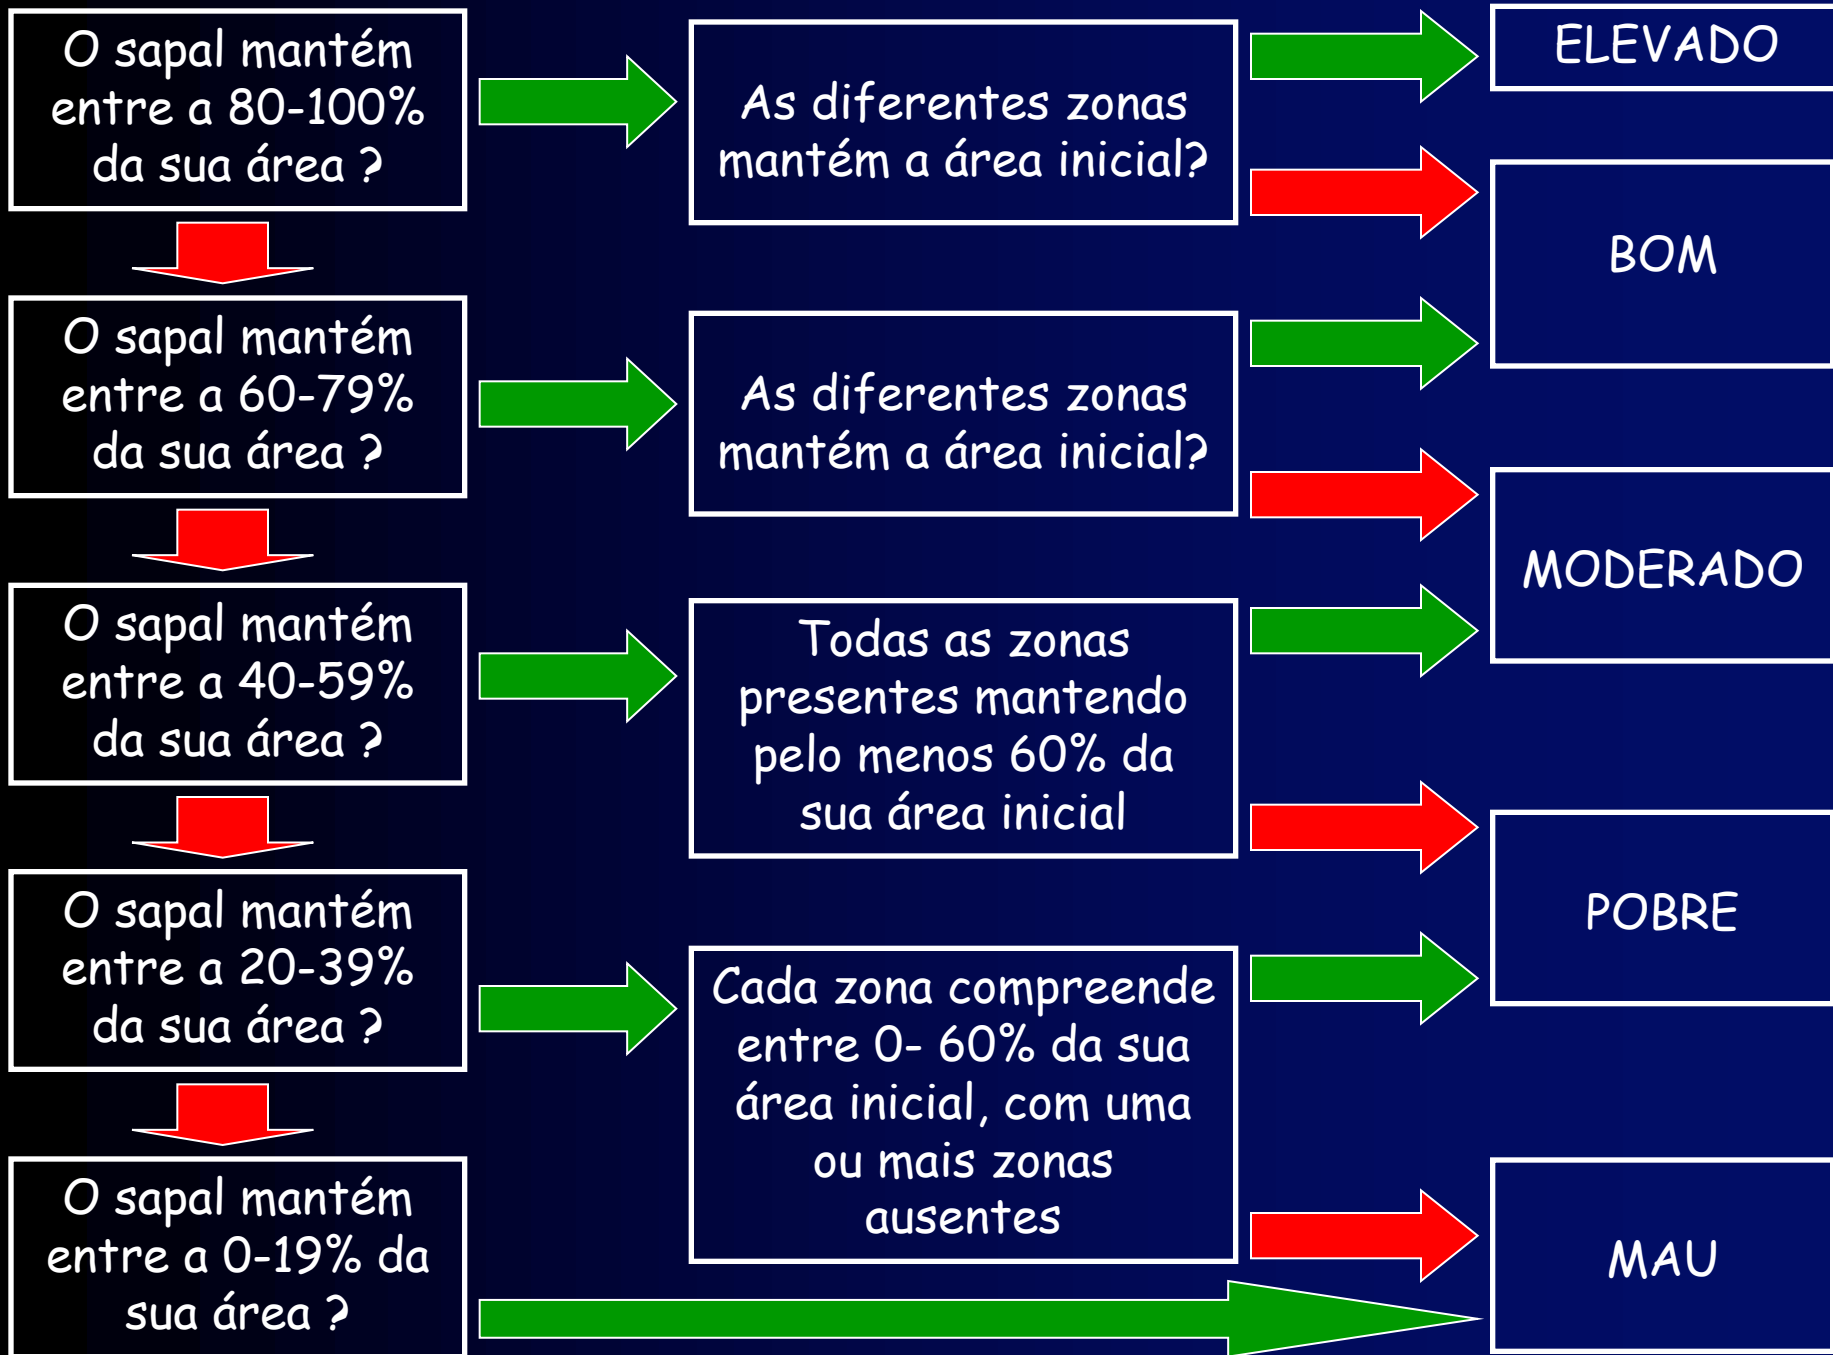 O sapal mantém
entre a 80-100%
da sua área ?
As diferentes zonas
mantém a área inicial?
ELEVADO
BOM
O sapal mantém
entre a 60-79%
da sua área ?
As diferentes zonas
mantém a área inicial?
MODERADO
O sapal mantém
entre a 40-59%
da sua área ?
Todas as zonas
presentes mantendo
pelo menos 60% da
sua área inicial
POBRE
O sapal mantém
entre a 20-39%
da sua área ?
Cada zona compreende
entre 0- 60% da sua
área inicial, com uma
ou mais zonas
ausentes
MAU
O sapal mantém
entre a 0-19% da
sua área ?